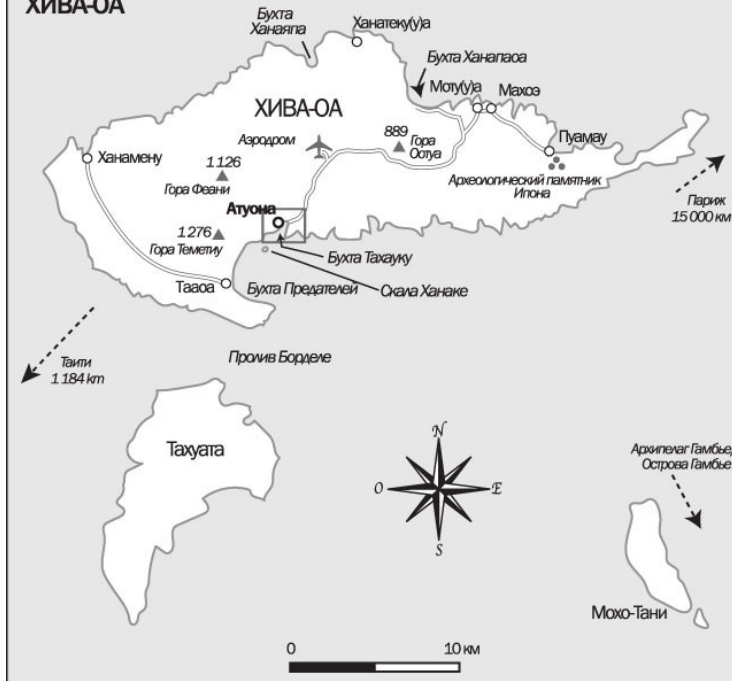 ХИВА-ОА
Бухта
Ханаяпа
Ханатеку(у)а
Бухта Ханапаоа
Моту(у)а
Махоэ
ХИВА-ОА
Аэродром
889
Гора
Оотуа
Пуамау
Археологический памятник
Ипона
Ханамену
1 126
Гора Феани
Париж
15 000 км
Атуона
1 276
Гора Теметиу
Бухта Тахауку
Тааоа
Бухта Предателей
Скала Ханаке
Таити
1 184 km
Пролив Борделе
Тахуата
N
O
E
S
Архипелаг Гамбье,
Острова Гамбье
Мохо-Тани
0
10 км